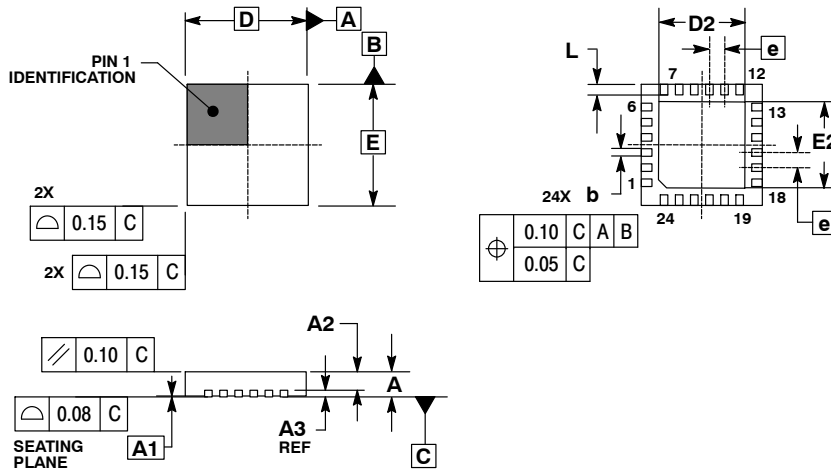 D
A
B
PIN 1
IDENTIFICATION
E
2X
0.15 C
2X 0.15 C
D2
e
L
7
12
6
13
E2
1
18
24X b
24
19
e
0.10 C A B
0.05 C
A2
0.10 C
A
0.08 C
SEATING
PLANE
A1
A3
REF
C